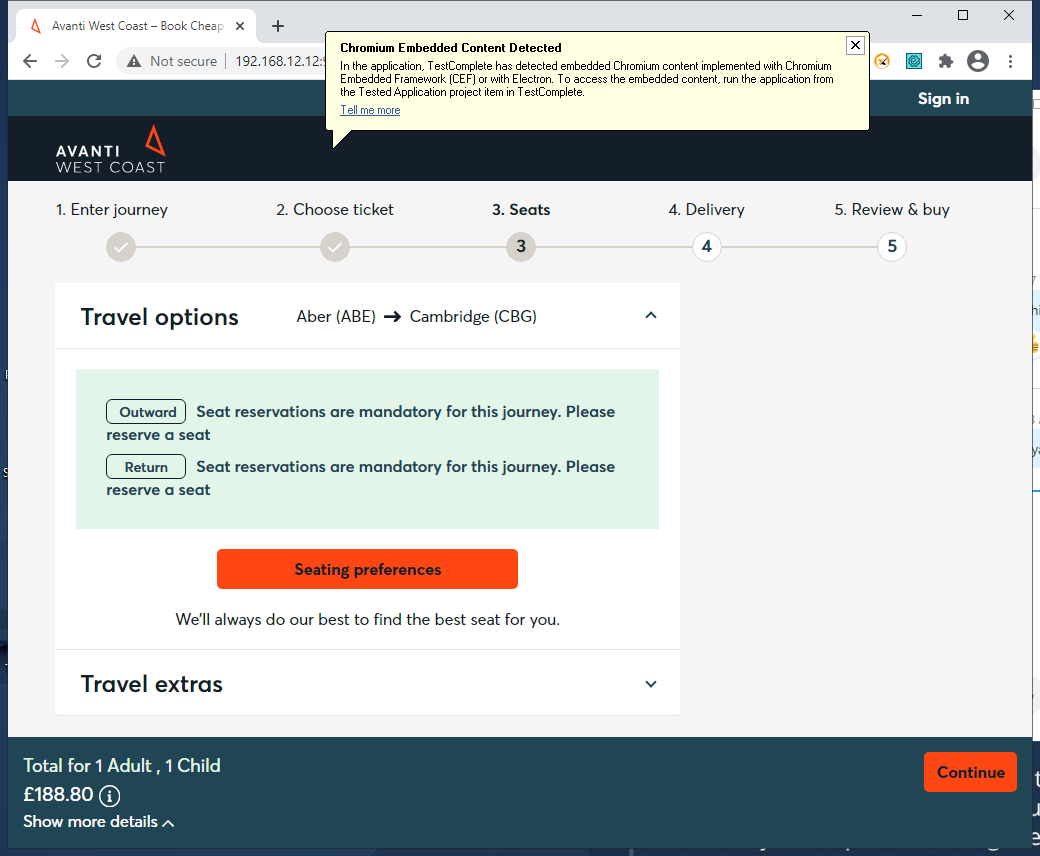 Avanti West Coast – Book Cheap
Not secure
192.168.12.12:
Chromium Embedded Content Detected
In the application, TestComplete has detected embedded Chromium content implemented with Chromium
Embedded Framework (CEF) or with Electron. To access the embedded content, run the application from
the Tested Application project item in TestComplete.
Tell me more
Sign in
AVANTI
WEST COAST
1. Enter journey
2. Choose ticket
3. Seats
4. Delivery
5. Review & buy
3
4
5
Travel options
Aber (ABE) → Cambridge (CBG)
Outward Seat reservations are mandatory for this journey. Please
reserve a seat
Return Seat reservations are mandatory for this journey. Please
reserve a seat
Seating preferences
We'll always do our best to find the best seat for you.
Travel extras
Total for 1 Adult , 1 Child
£188.80
Show more details
Continue